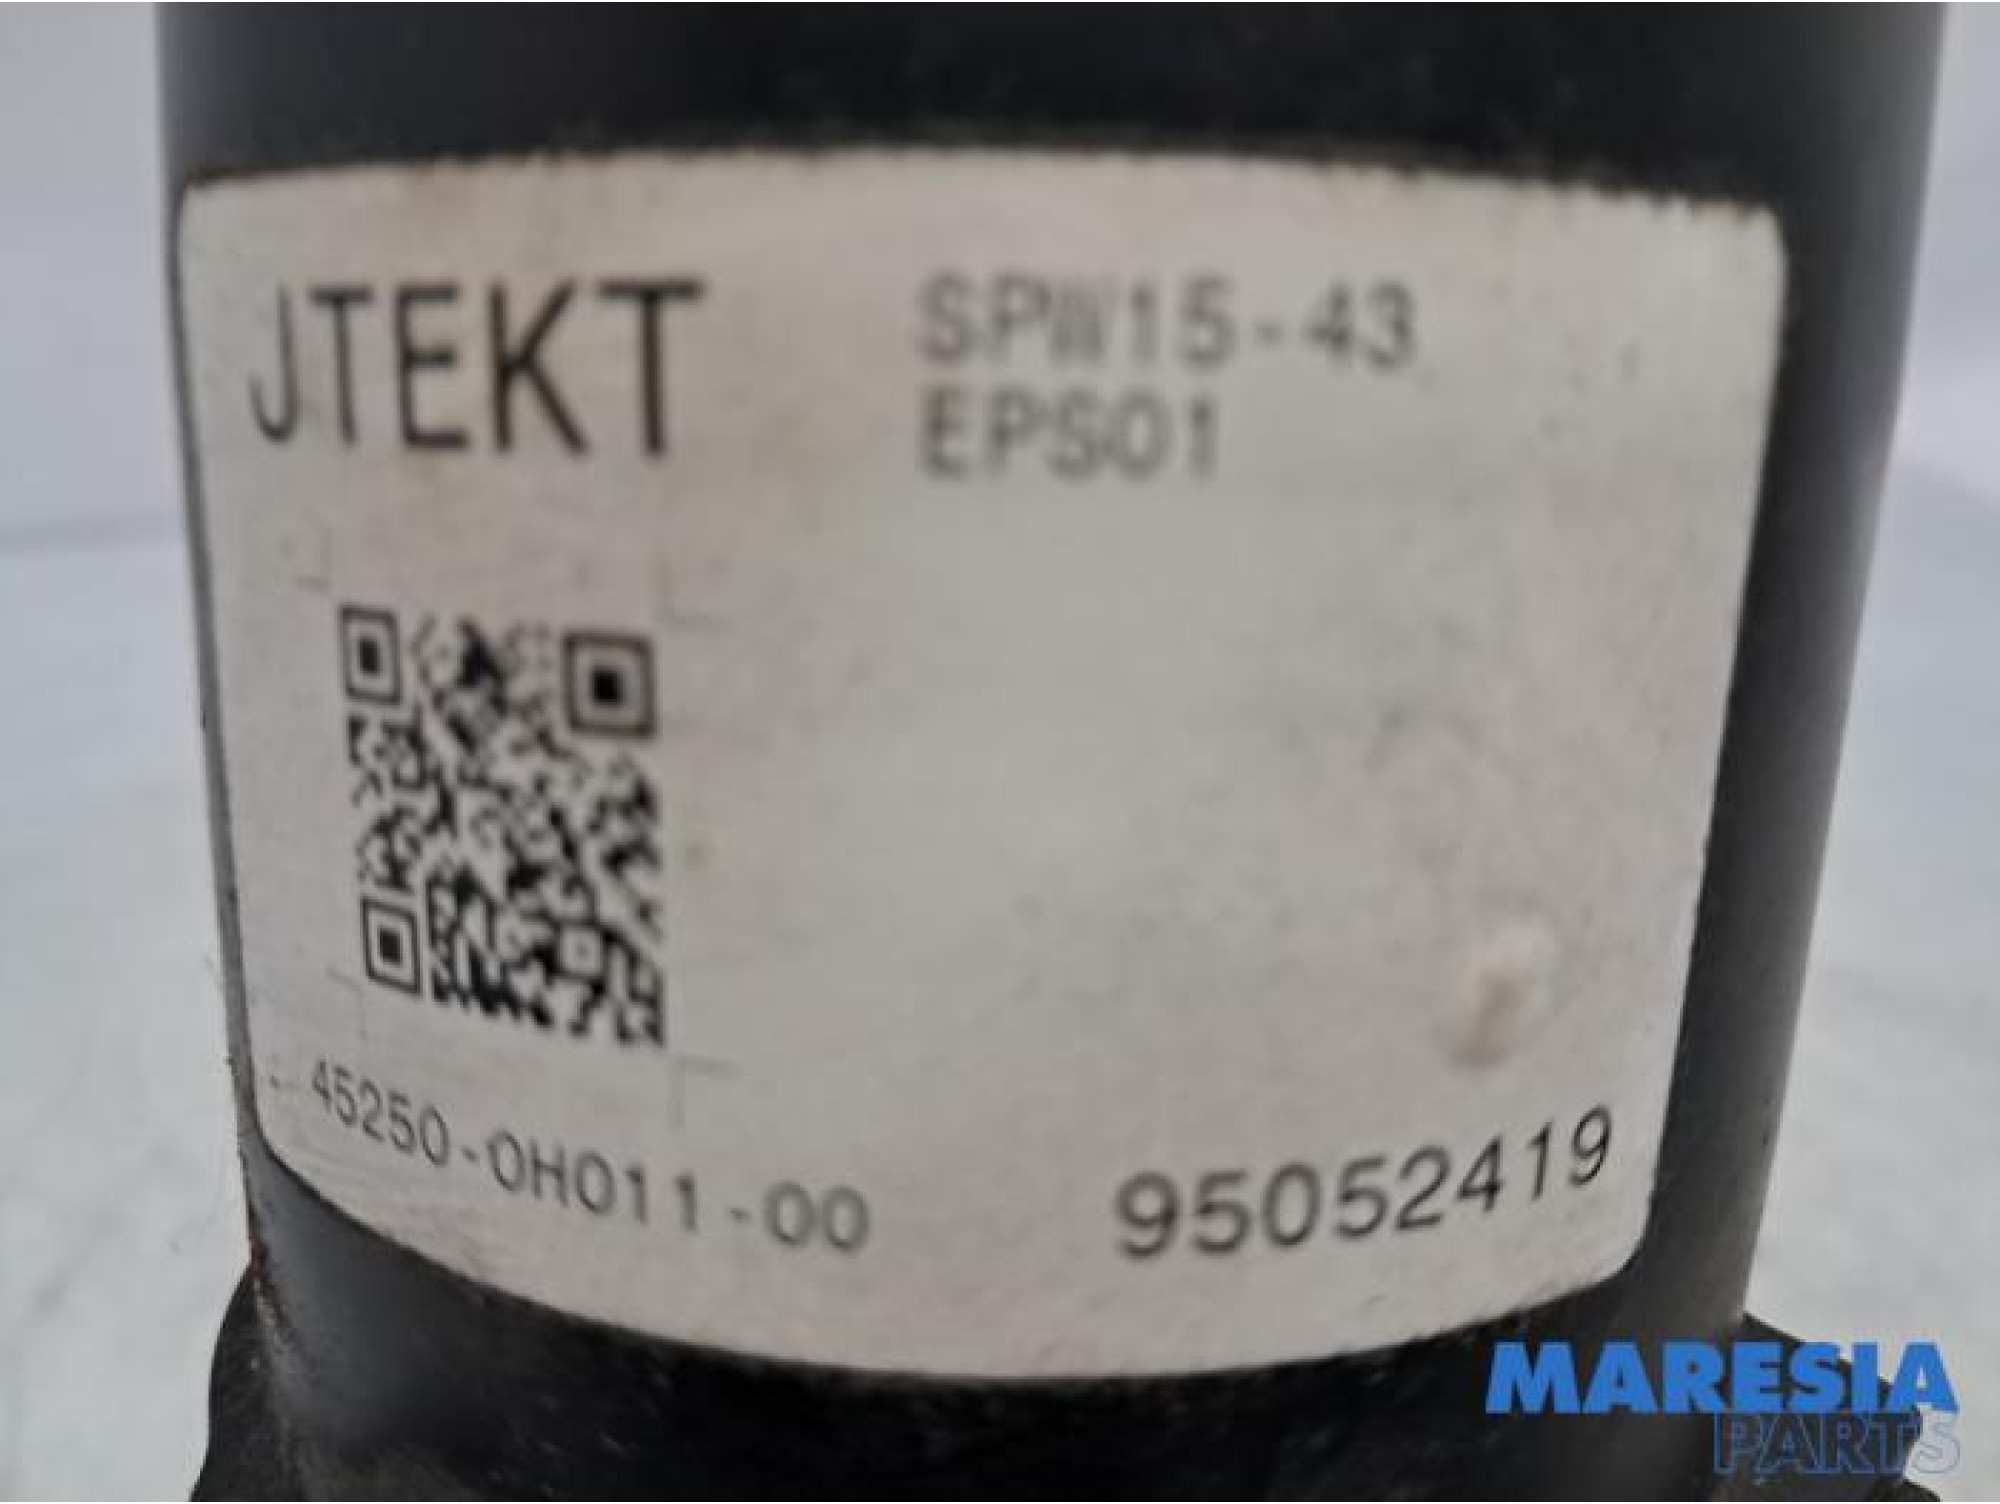 JTEKT
SPW15-43
EPS01
45250-0H011-00
95052419
MARESIA
PARTS